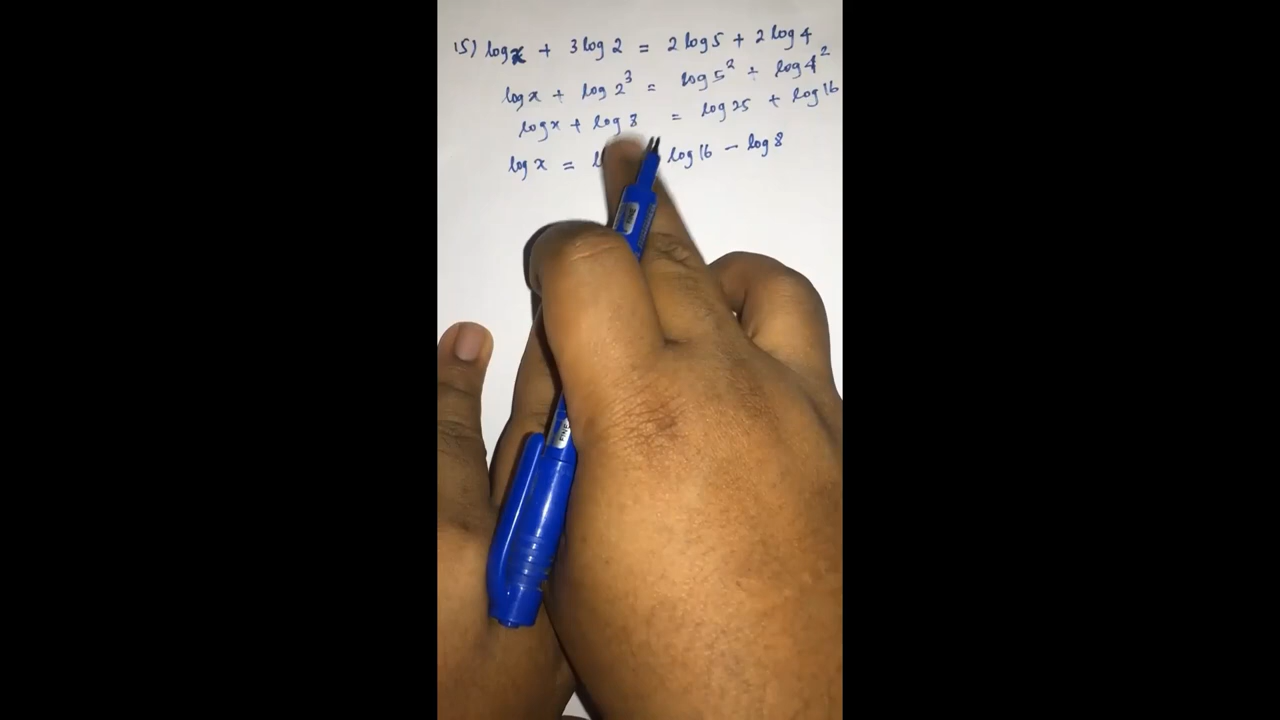 15) log x + 3 log 2 = 2 log 5 + 2 log 4
log x + log 2³ = log 5² + log 4²
log x + log 8 = log 25 + log 16
log x = log 16 - log 8
FINE